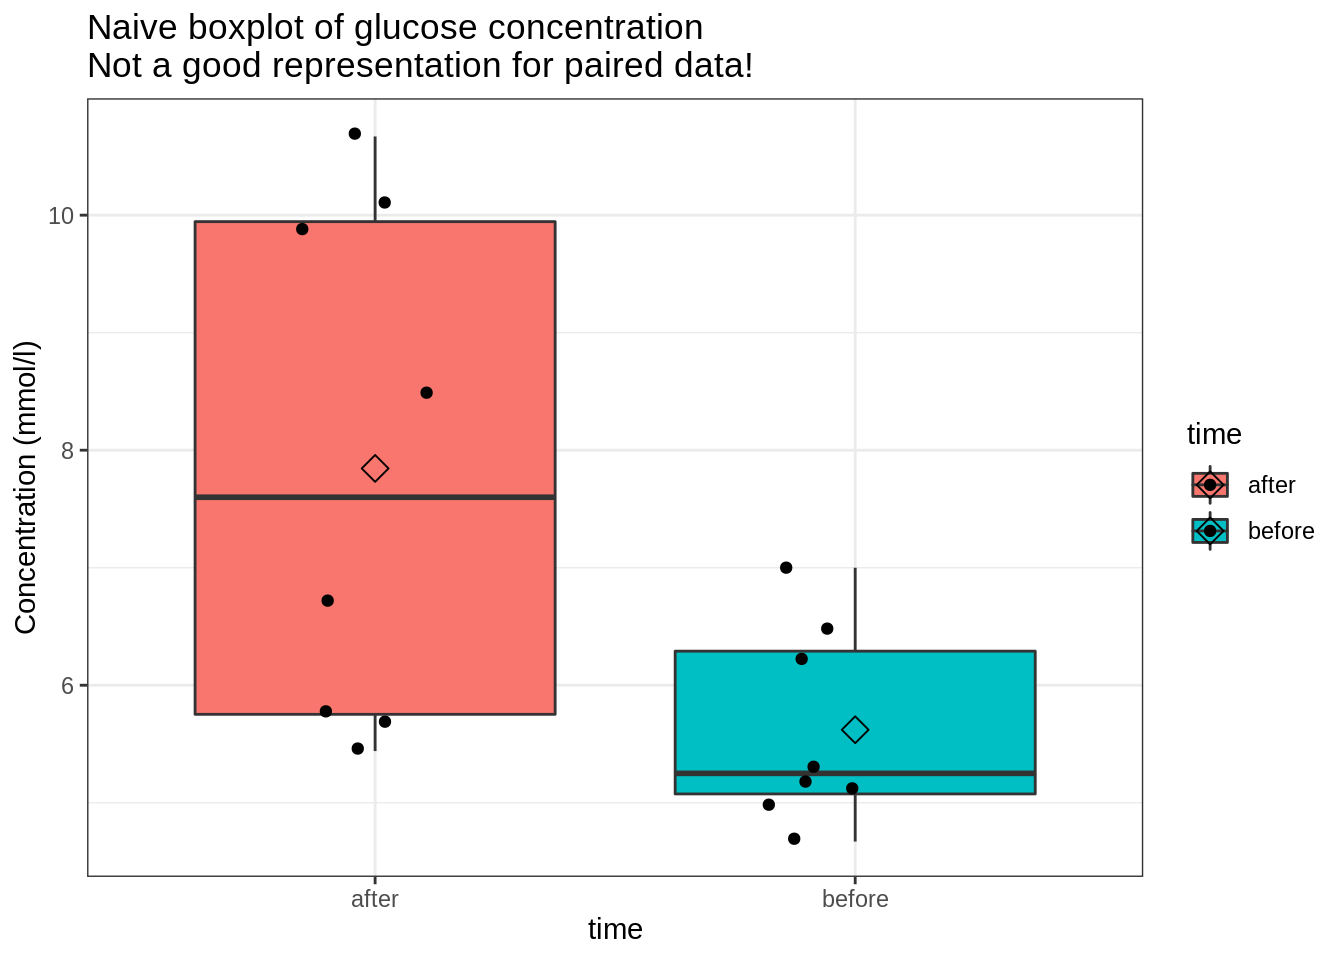 Naive boxplot of glucose concentration
Not a good representation for paired data!
Concentration (mmol/l)
10
8
6
after
before
time
time
after
before